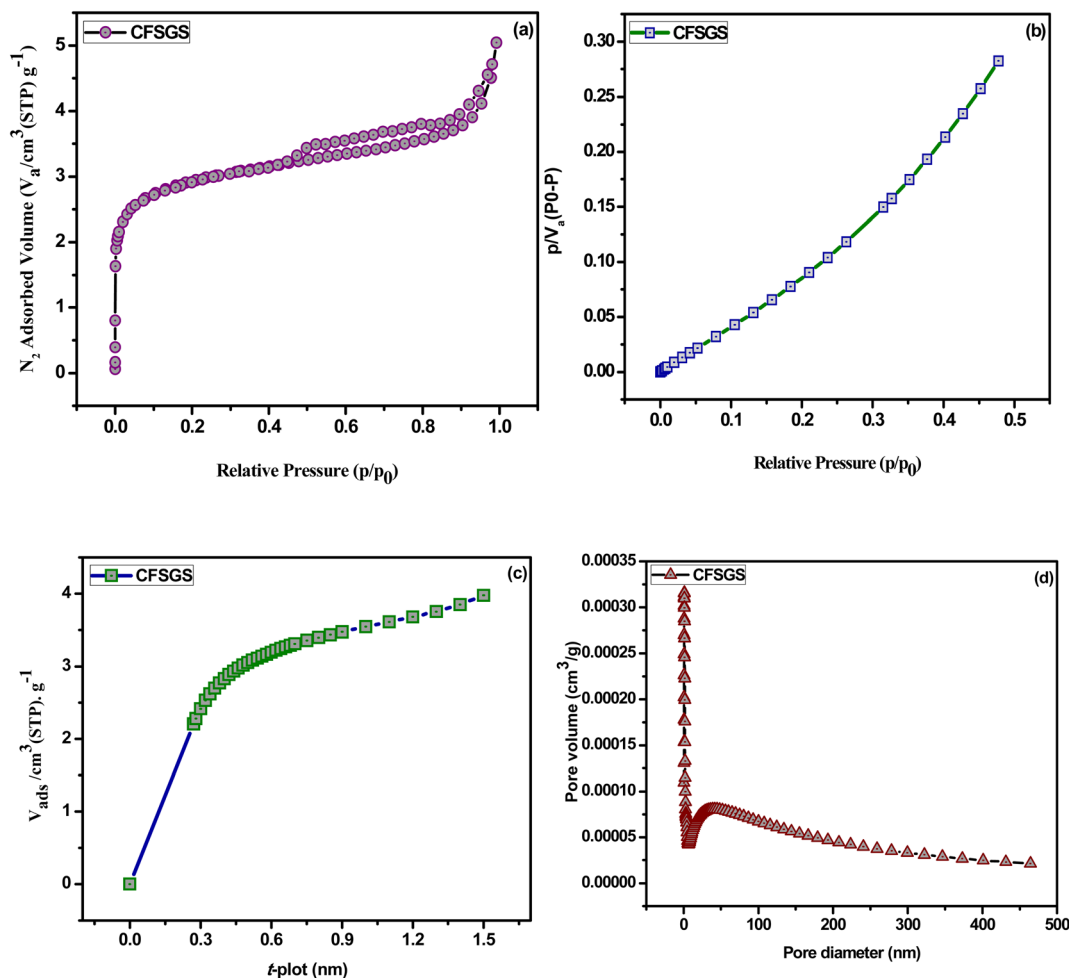 CFSGS
(a)
N₂ Adsorbed Volume (Vₐ/cm³(STP) g⁻¹)
5
4
3
2
1
0
0.0 0.2 0.4 0.6 0.8 1.0
Relative Pressure (p/p₀)
CFSGS
(b)
p/Vₐ(P0-P)
0.30
0.25
0.20
0.15
0.10
0.05
0.00
0.0 0.1 0.2 0.3 0.4 0.5
Relative Pressure (p/p₀)
CFSGS
(c)
V_ads /cm³(STP). g⁻¹
4
3
2
1
0
0.0 0.3 0.6 0.9 1.2 1.5
t-plot (nm)
CFSGS
(d)
Pore volume (cm³/g)
0.00035
0.00030
0.00025
0.00020
0.00015
0.00010
0.00005
0.00000
0 100 200 300 400 500
Pore diameter (nm)